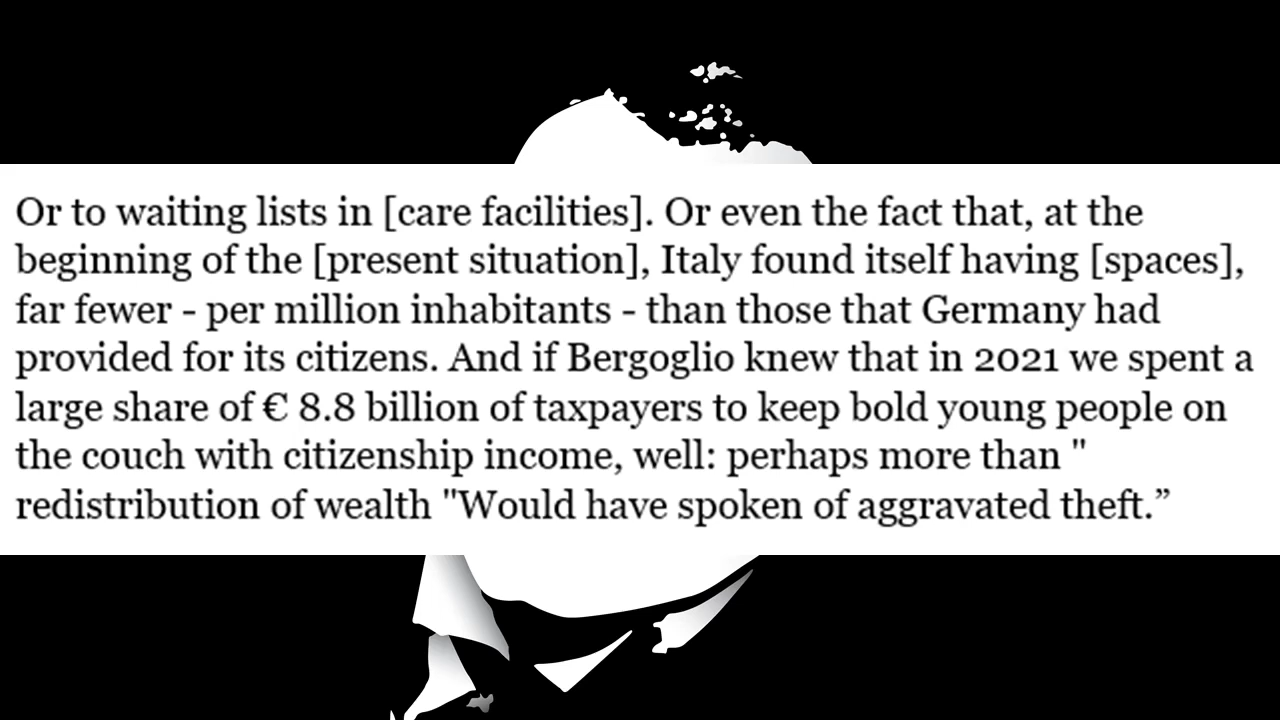 Or to waiting lists in [care facilities]. Or even the fact that, at the
beginning of the [present situation], Italy found itself having [spaces],
far fewer - per million inhabitants - than those that Germany had
provided for its citizens. And if Bergoglio knew that in 2021 we spent a
large share of € 8.8 billion of taxpayers to keep bold young people on
the couch with citizenship income, well: perhaps more than "
redistribution of wealth "Would have spoken of aggravated theft.”